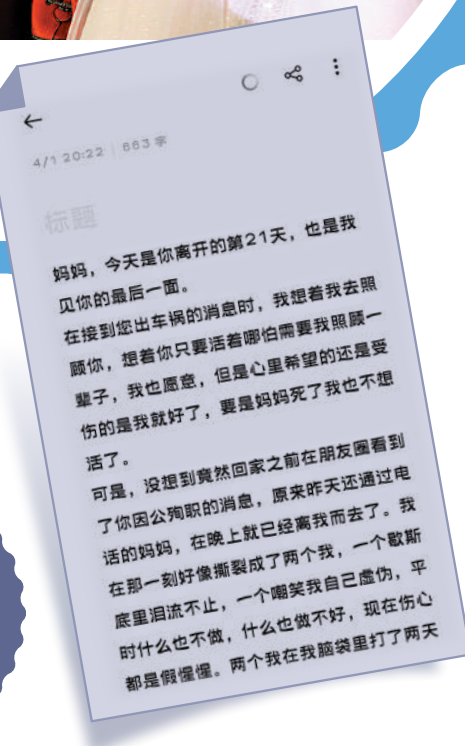 4/1 20:22 | 663 字
标题
妈妈，今天是你离开的第21天，也是我
见你的最后一面。
在接到您出车祸的消息时，我想着我去照
顾你，想着你只要活着哪怕需要我照顾一
辈子，我也愿意，但是心里希望的还是受
伤的是我就好了，要是妈妈死了我也不想
活了。
可是，没想到竟然回家之前在朋友圈看到
了你因公殉职的消息，原来昨天还通过电
话的妈妈，在晚上就已经离我而去了。我
在那一刻好像撕裂成了两个我，一个歇斯
底里泪流不止，一个嘲笑我自己虚伪，平
时什么也不做，什么也做不好，现在伤心
都是假惺惺。两个我在我脑袋里打了两天